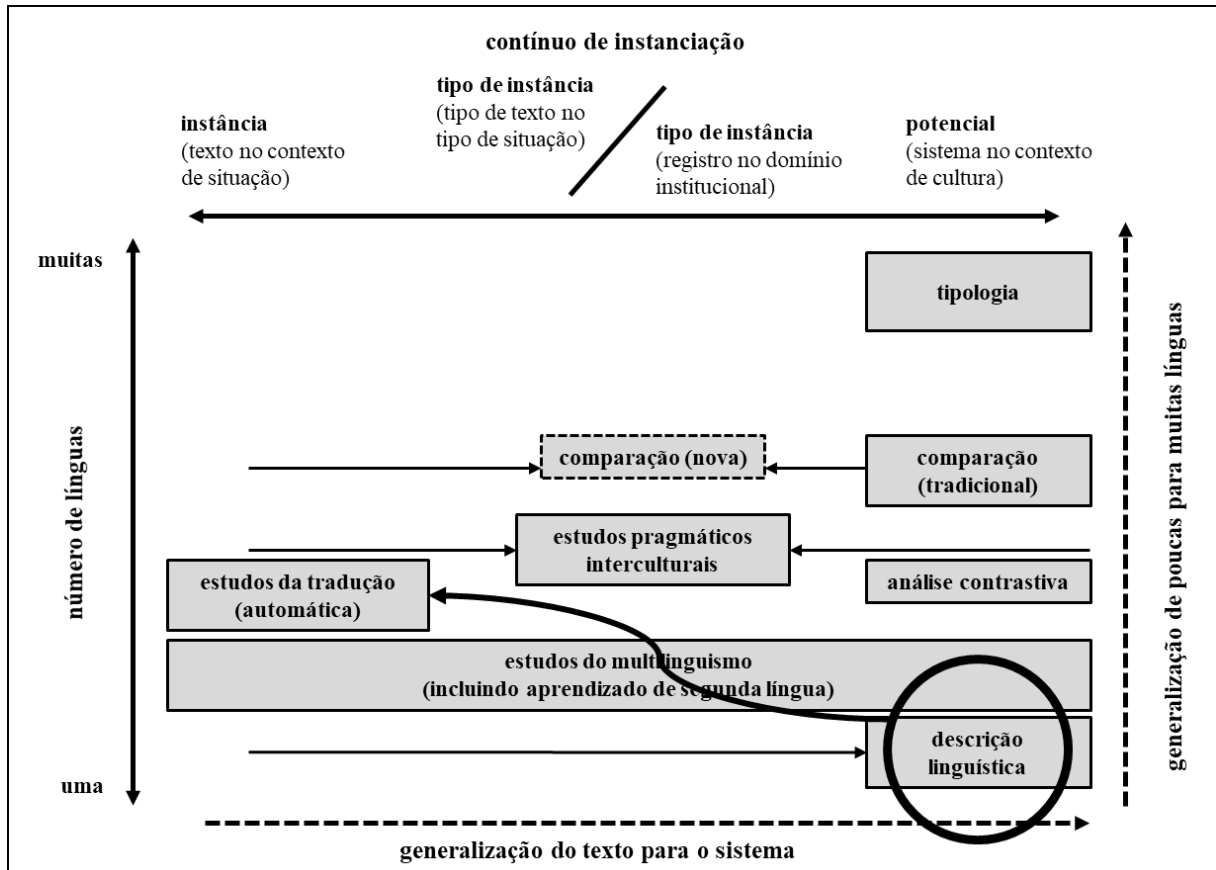 contínuo de instanciação
tipo de instância
(tipo de texto no
tipo de situação)
instância
(texto no contexto
de situação)
tipo de instância
(registro no domínio
institucional)
potencial
(sistema no contexto
de cultura)
muitas
número de línguas
uma
tipologia
comparação (nova)
comparação
(tradicional)
estudos pragmáticos
interculturais
estudos da tradução
(automática)
análise contrastiva
estudos do multilinguismo
(incluindo aprendizado de segunda língua)
descrição
linguística
generalização do texto para o sistema
generalização de poucas para muitas línguas